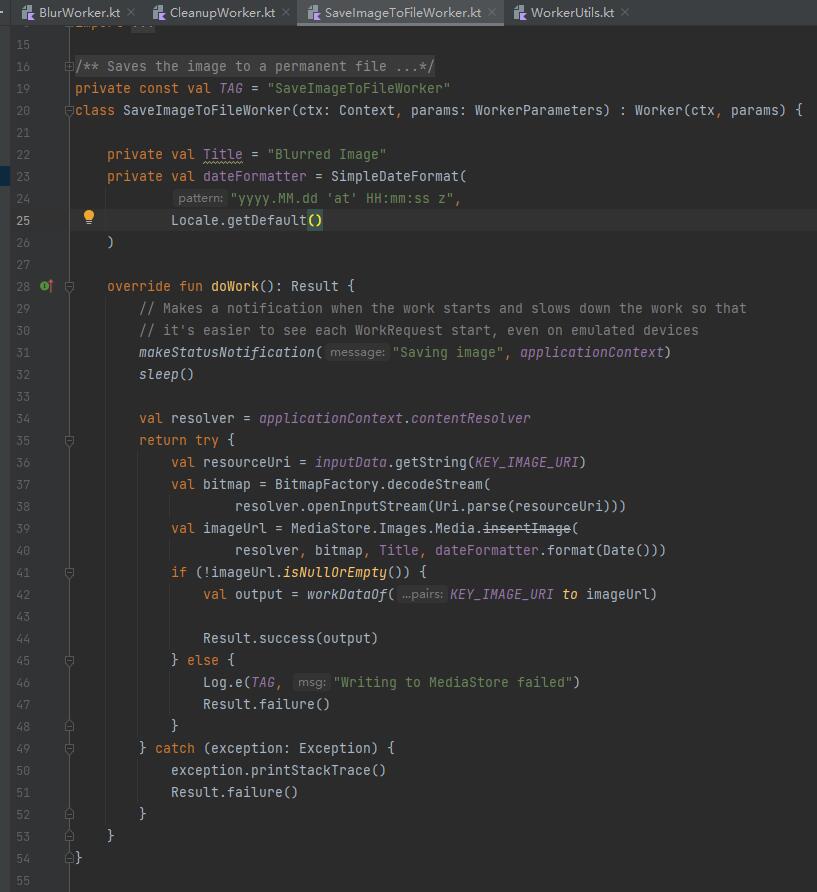 BlurWorker.kt CleanupWorker.kt SaveImageToFileWorker.kt WorkerUtils.kt
import ...
15
16 /** Saves the image to a permanent file ...*/
19 private const val TAG = "SaveImageToFileWorker"
20 class SaveImageToFileWorker(ctx: Context, params: WorkerParameters) : Worker(ctx, params) {
21
22 private val Title = "Blurred Image"
23 private val dateFormatter = SimpleDateFormat(
24 pattern: "yyyy.MM.dd 'at' HH:mm:ss z",
25 Locale.getDefault()
26 )
27
28 override fun doWork(): Result {
29 // Makes a notification when the work starts and slows down the work so that
30 // it's easier to see each WorkRequest start, even on emulated devices
31 makeStatusNotification( message: "Saving image", applicationContext)
32 sleep()
33
34 val resolver = applicationContext.contentResolver
35 return try {
36 val resourceUri = inputData.getString(KEY_IMAGE_URI)
37 val bitmap = BitmapFactory.decodeStream(
38 resolver.openInputStream(Uri.parse(resourceUri)))
39 val imageUrl = MediaStore.Images.Media.insertImage(
40 resolver, bitmap, Title, dateFormatter.format(Date()))
41 if (!imageUrl.isNullOrEmpty()) {
42 val output = workDataOf( ...pairs: KEY_IMAGE_URI to imageUrl)
43
44 Result.success(output)
45 } else {
46 Log.e(TAG, msg: "Writing to MediaStore failed")
47 Result.failure()
48 }
49 } catch (exception: Exception) {
50 exception.printStackTrace()
51 Result.failure()
52 }
53 }
54 }
55